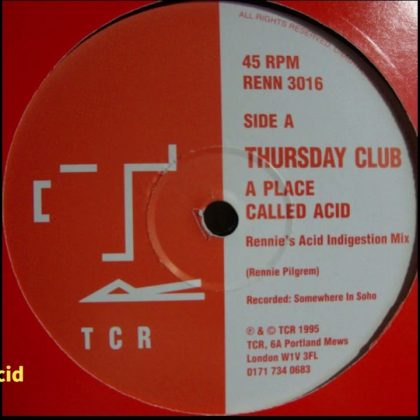 ALL RIGHTS RESERVED.
45 RPM
RENN 3016
SIDE A
THURSDAY CLUB
A PLACE
CALLED ACID
Rennie's Acid Indigestion Mix
(Rennie Pilgrem)
Recorded: Somewhere In Soho
℗ & © TCR 1995
TCR, 6A Portland Mews
London W1V 3FL
0171 734 0683
TCR
cid